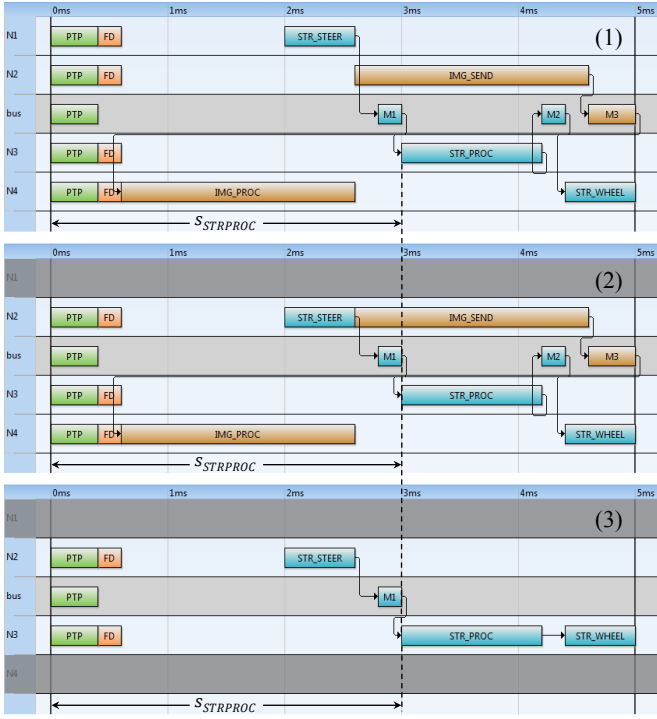 0ms 1ms 2ms 3ms 4ms 5ms
N1 PTP FD STR_STEER (1)
N2 PTP FD IMG_SEND
bus PTP M1 M2 M3
N3 PTP FD STR_PROC
N4 PTP FD IMG_PROC STR_WHEEL
SSTRPROC
0ms 1ms 2ms 3ms 4ms 5ms
N1 (2)
N2 PTP FD STR_STEER IMG_SEND
bus PTP M1 M2 M3
N3 PTP FD STR_PROC
N4 PTP FD IMG_PROC STR_WHEEL
SSTRPROC
0ms 1ms 2ms 3ms 4ms 5ms
N1 (3)
N2 PTP FD STR_STEER
bus PTP M1
N3 PTP FD STR_PROC STR_WHEEL
N4
SSTRPROC